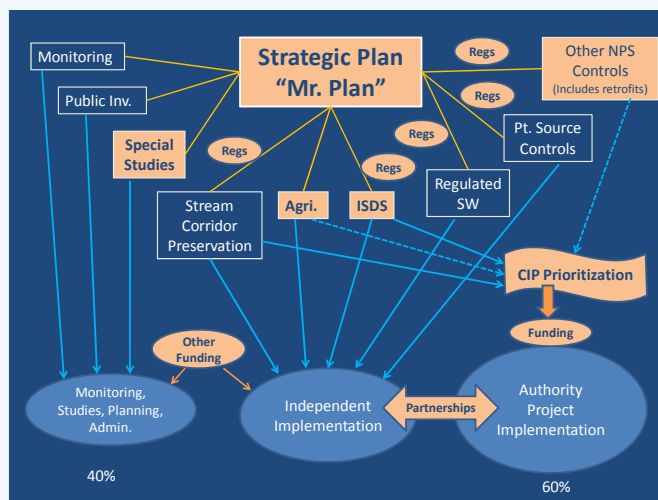 Monitoring
Strategic Plan
“Mr. Plan”
Regs
Other NPS
Controls
(Includes retrofits)
Public Inv.
Regs
Special
Studies
Regs
Regs
Regs
Pt. Source
Controls
Stream
Corridor
Preservation
Agri.
ISDS
Regulated
SW
CIP Prioritization
Other
Funding
Funding
Monitoring,
Studies, Planning,
Admin.
Independent
Implementation
Partnerships
Authority
Project
Implementation
40%
60%